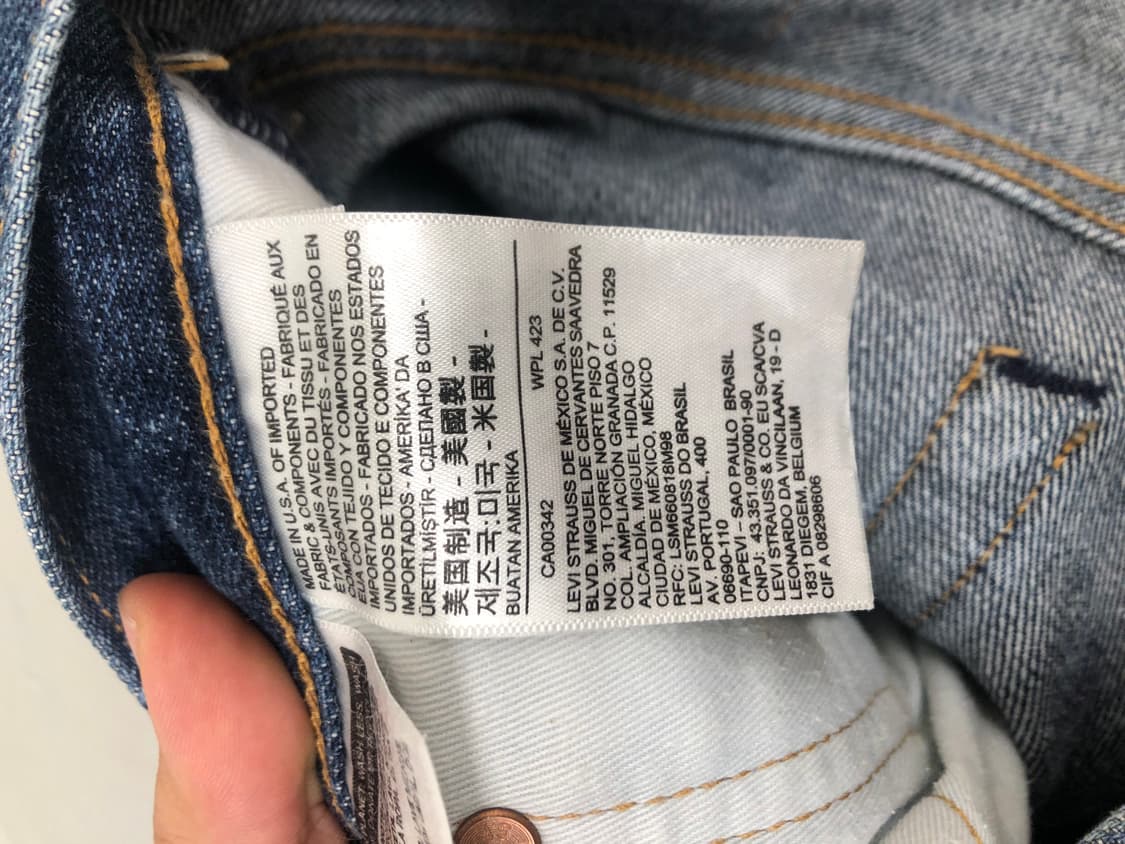 MADE IN U.S.A. OF IMPORTED
FABRIC & COMPONENTS - FABRIQUÉ AUX
ÉTATS-UNIS AVEC DU TISSU ET DES
COMPOSANTS IMPORTÉS - FABRICADO EN
EUA CON TEJIDO Y COMPONENTES
IMPORTADOS - FABRICADO NOS ESTADOS
UNIDOS DE TECIDO E COMPONENTES
IMPORTADOS - AMERİKA' DA
ÜRETİLMİŞTİR - СДЕЛАНО В США -
美国制造 - 美國製 -
제조국:미국 - 米国製 -
BUATAN AMERIKA
CA00342 WPL 423
LEVI STRAUSS DE MÉXICO S.A. DE C.V.
BLVD. MIGUEL DE CERVANTES SAAVEDRA
NO. 301, TORRE NORTE PISO 7
COL. AMPLIACIÓN GRANADA C.P. 11529
ALCALDÍA. MIGUEL HIDALGO
CIUDAD DE MÉXICO, MÉXICO
RFC: LSM660818M98
LEVI STRAUSS DO BRASIL
AV. PORTUGAL, 400
0669C-110
ITAPEVI - SAO PAULO BRASIL
CNPJ: 43.351.097/0001-90
LEVI STRAUSS & CO. EU SCA/CVA
LEONARDO DA VINCILAAN, 19 - D
1831 DIEGEM, BELGIUM
CIF A 08298606
WASH LESS, WASH